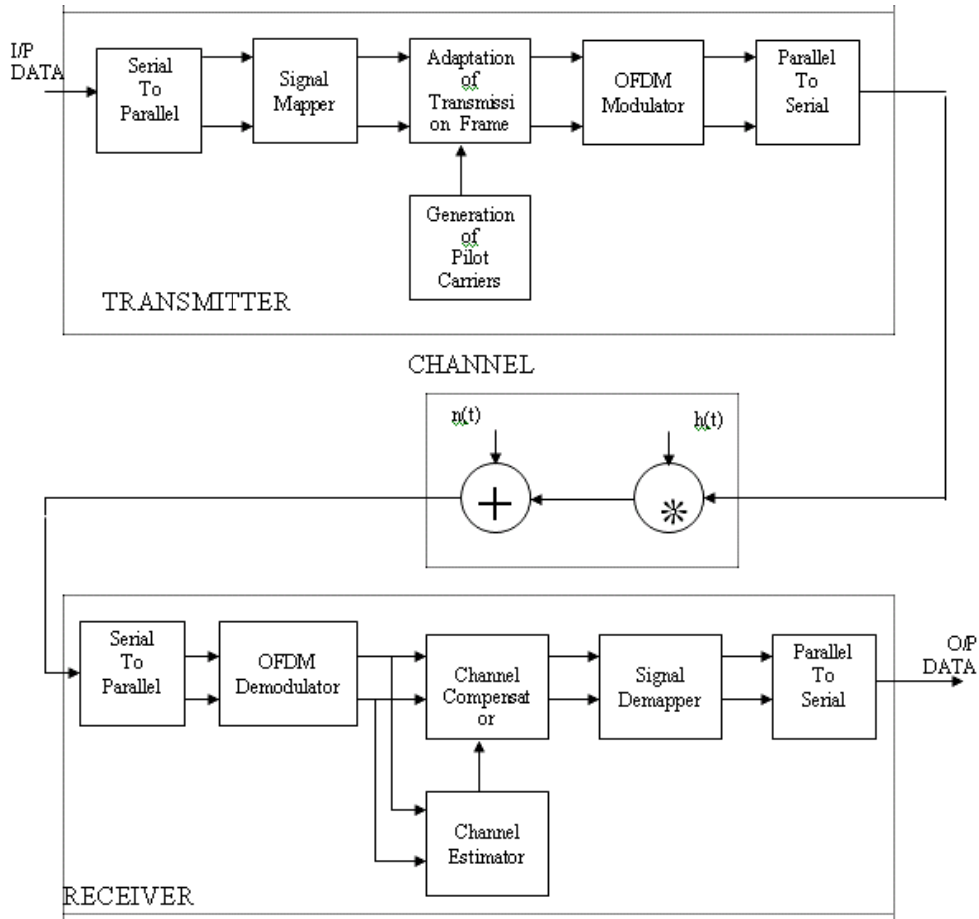 I/P
DATA
Serial
To
Parallel
Signal
Mapper
Adaptation
of
Transmissi
on Frame
OFDM
Modulator
Parallel
To
Serial
Generation
of
Pilot
Carriers
TRANSMITTER
CHANNEL
n(t)
h(t)
+
*
Serial
To
Parallel
OFDM
Demodulator
Channel
Compensat
or
Signal
Demapper
Parallel
To
Serial
O/P
DATA
Channel
Estimator
RECEIVER